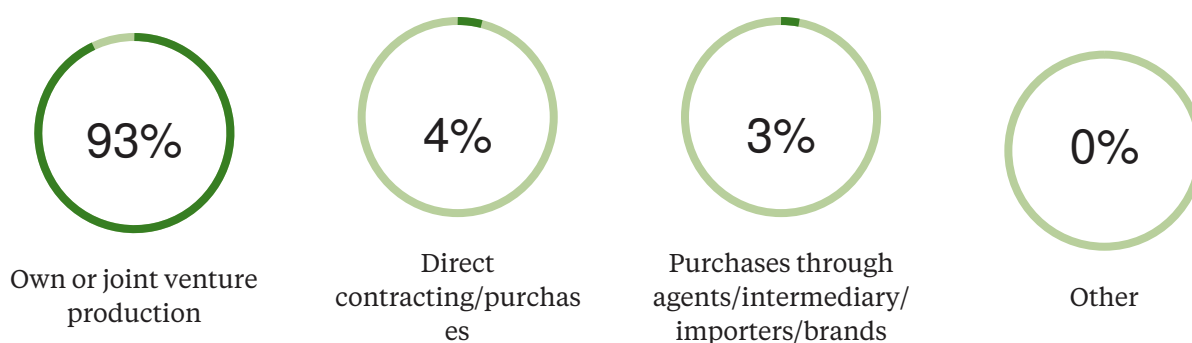 93%
Own or joint venture
production
4%
Direct
contracting/purchas
es
3%
Purchases through
agents/intermediary/
importers/brands
0%
Other